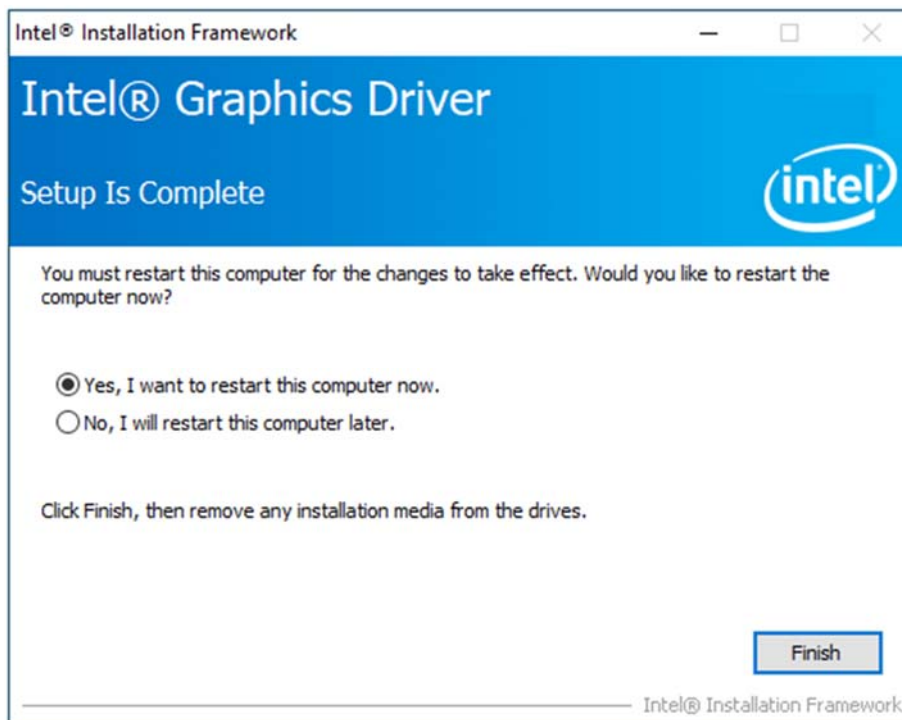 Intel® Installation Framework
Intel® Graphics Driver
Setup Is Complete
intel®
You must restart this computer for the changes to take effect. Would you like to restart the
computer now?
Yes, I want to restart this computer now.
No, I will restart this computer later.
Click Finish, then remove any installation media from the drives.
Finish
Intel® Installation Framework